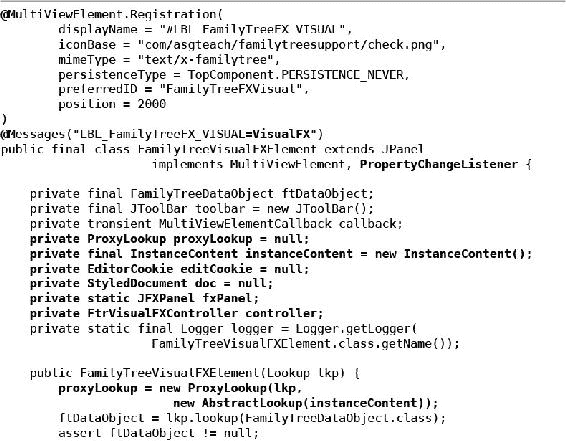 @MultiViewElement.Registration(
displayName = "#LBL_FamilyTreeFX_VISUAL",
iconBase = "com/asgteach/familytreesupport/check.png",
mimeType = "text/x-familytree",
persistenceType = TopComponent.PERSISTENCE_NEVER,
preferredID = "FamilyTreeFXVisual",
position = 2000
)
@Messages("LBL_FamilyTreeFX_VISUAL=VisualFX")
public final class FamilyTreeVisualFXElement extends JPanel
implements MultiViewElement, PropertyChangeListener {
private final FamilyTreeDataObject ftDataObject;
private final JToolBar toolbar = new JToolBar();
private transient MultiViewElementCallback callback;
private ProxyLookup proxyLookup = null;
private final InstanceContent instanceContent = new InstanceContent();
private EditorCookie editCookie = null;
private StyledDocument doc = null;
private static JFXPanel fxPanel;
private FtrVisualFXController controller;
private static final Logger logger = Logger.getLogger(
FamilyTreeVisualFXElement.class.getName());
public FamilyTreeVisualFXElement(Lookup lkp) {
proxyLookup = new ProxyLookup(lkp,
new AbstractLookup(instanceContent));
ftDataObject = lkp.lookup(FamilyTreeDataObject.class);
assert ftDataObject != null;